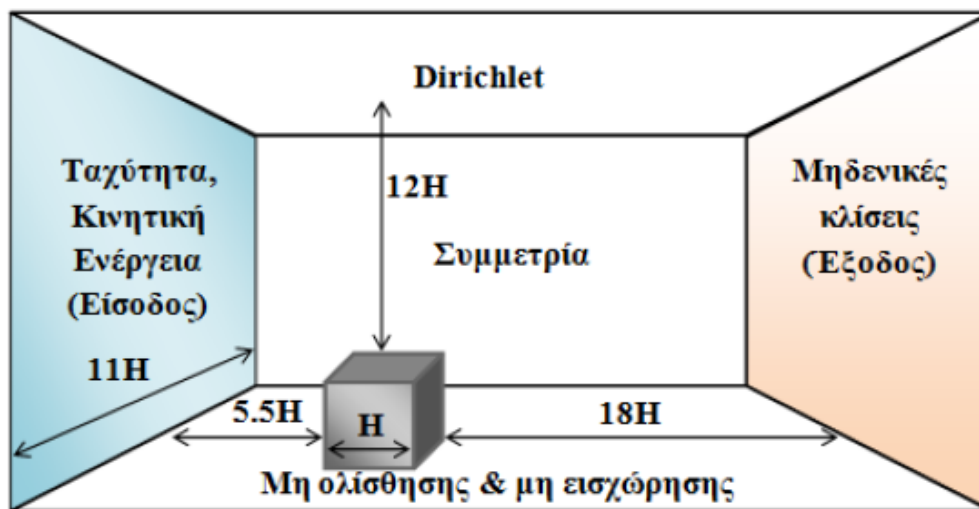 Dirichlet
Ταχύτητα,
Κινητική
Ενέργεια
(Είσοδος)
12H
Συμμετρία
Μηδενικές
κλίσεις
(Έξοδος)
11H
5.5H
H
18H
Μη ολίσθησης & μη εισχώρησης